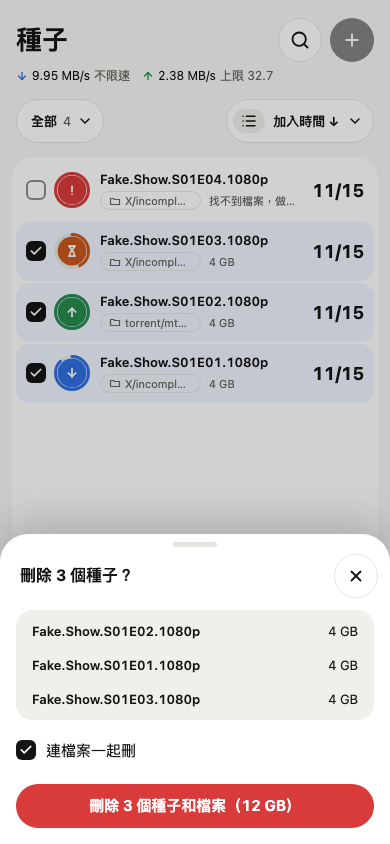 種子
9.95 MB/s 不限速 2.38 MB/s 上限 32.7
全部 4
加入時間
Fake.Show.S01E04.1080p
X/incompl... 找不到檔案，做...
11/15
Fake.Show.S01E03.1080p
X/incompl... 4 GB
11/15
Fake.Show.S01E02.1080p
torrent/mt... 4 GB
11/15
Fake.Show.S01E01.1080p
X/incompl... 4 GB
11/15
刪除 3 個種子？
Fake.Show.S01E02.1080p 4 GB
Fake.Show.S01E01.1080p 4 GB
Fake.Show.S01E03.1080p 4 GB
連檔案一起刪
刪除 3 個種子和檔案（12 GB）